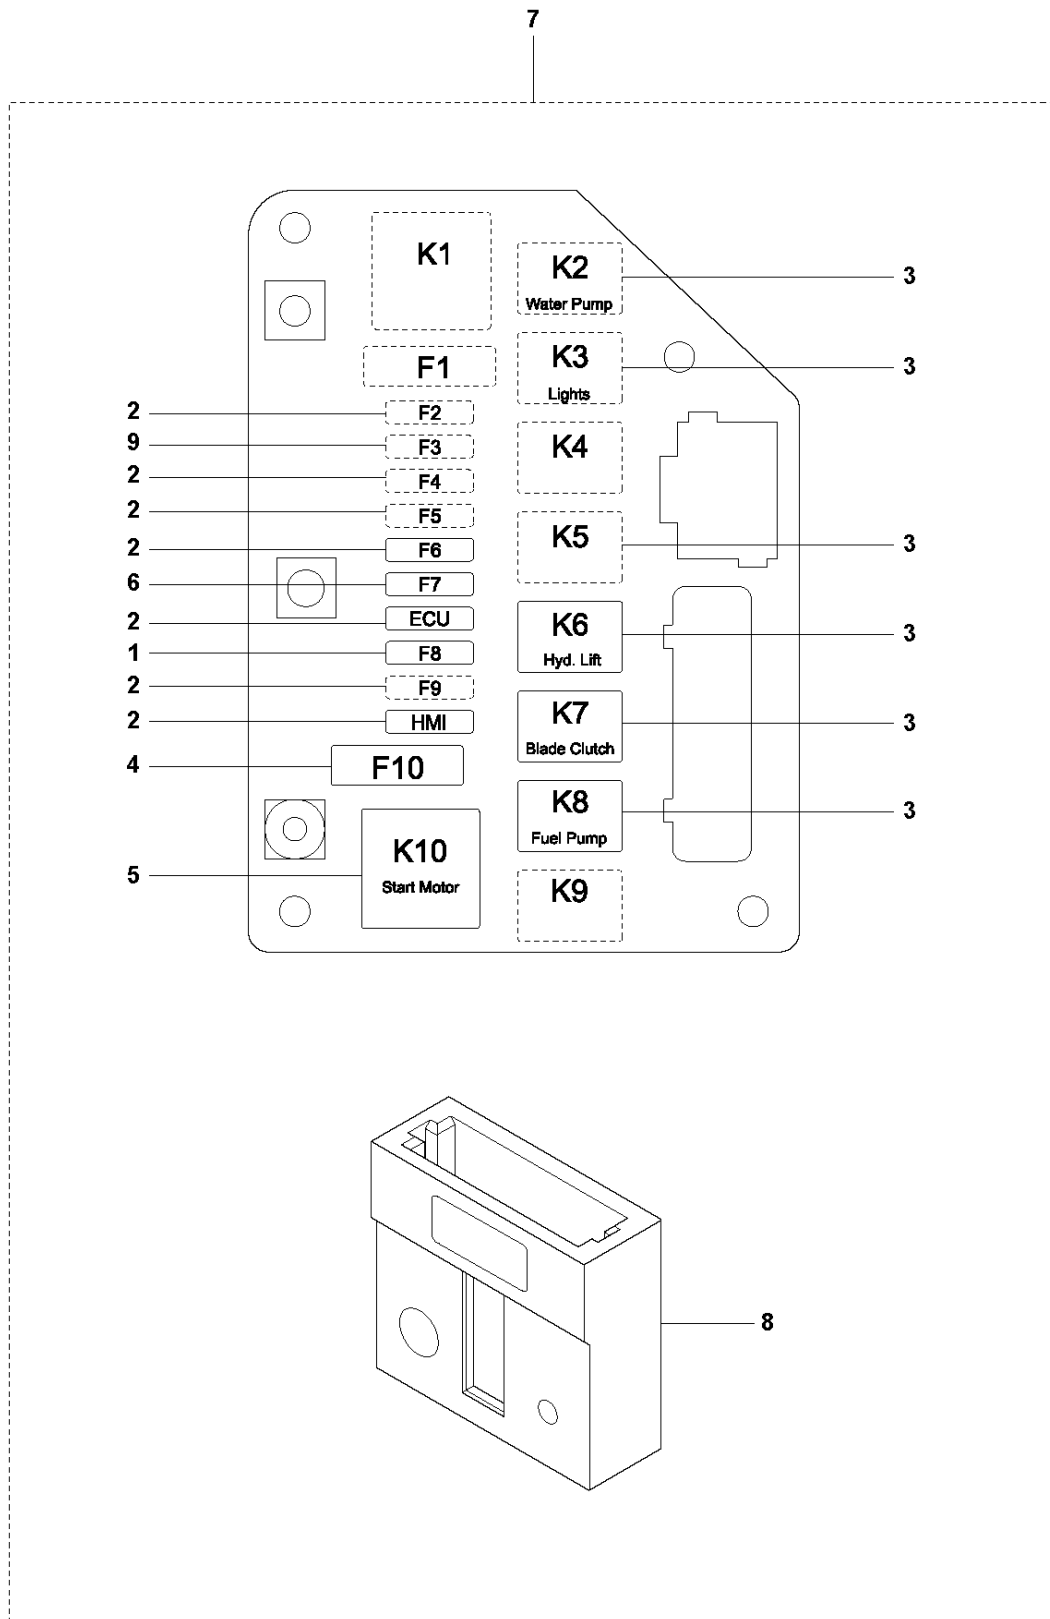 7
K1
K2
Water Pump
3
F1
K3
Lights
3
2
F2
9
F3
2
F4
K4
2
F5
2
F6
K5
3
6
F7
2
ECU
K6
Hyd. Lift
3
1
F8
2
F9
2
HMI
K7
Blade Clutch
3
4
F10
K8
Fuel Pump
3
5
K10
Start Motor
K9
8